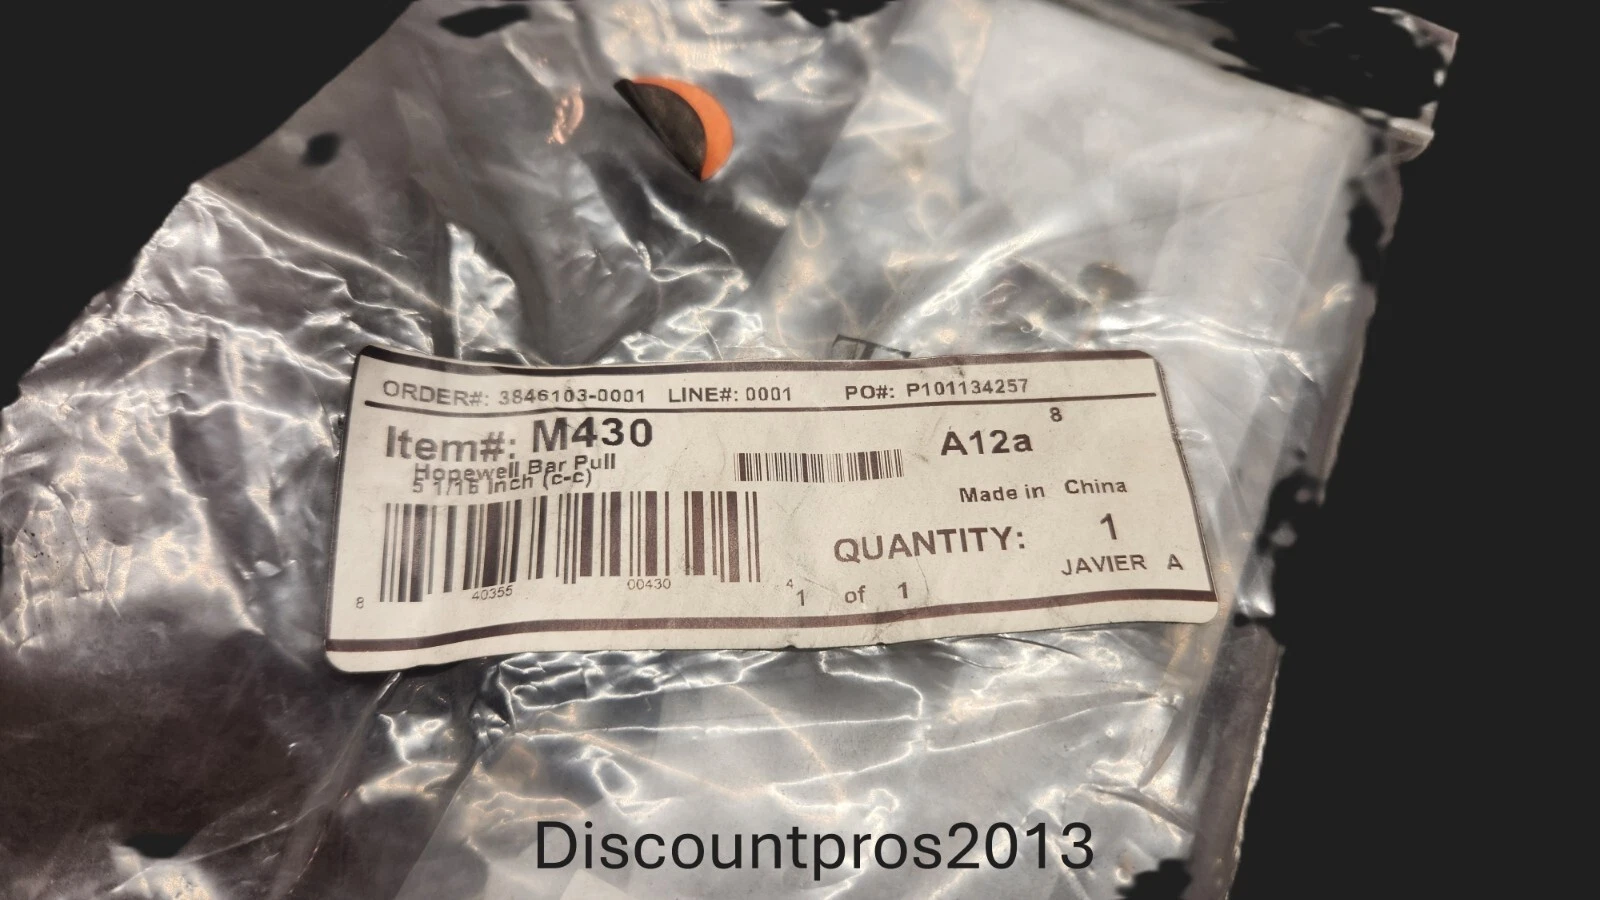 ORDER#: 3846103-0001 LINE#: 0001 PO#: P101134257
Item#: M430
A12a 8
Hopewell Bar Pull
5 1/16 Inch (c-c)
Made in China
QUANTITY: 1
JAVIER A
8 40355 00430 4
1 of 1
Discountpros2013